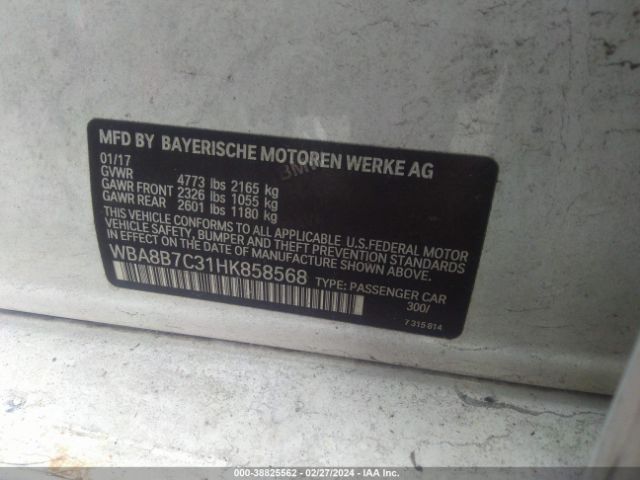 MFD BY BAYERISCHE MOTOREN WERKE AG
01/17
GVWR 4773 lbs 2165 kg
GAWR FRONT 2326 lbs 1055 kg
GAWR REAR 2601 lbs 1180 kg
THIS VEHICLE CONFORMS TO ALL APPLICABLE U.S.FEDERAL MOTOR
VEHICLE SAFETY, BUMPER AND THEFT PREVENTION STANDARDS
IN EFFECT ON THE DATE OF MANUFACTURE SHOWN ABOVE.
WBA8B7C31HK858568 TYPE: PASSENGER CAR
300/
7 315 814
000-38825562 / 02/27/2024 - IAA Inc.